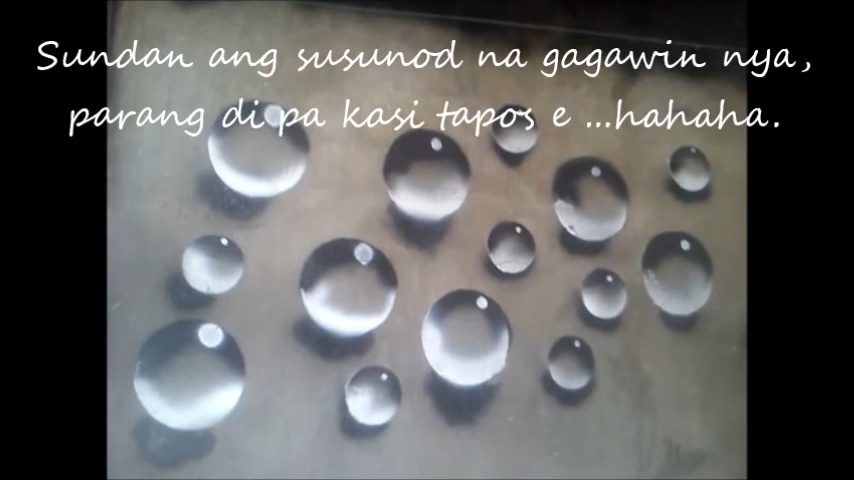 Sundan ang susunod na gagawin nya,
parang di pa kasi tapos e ...hahaha.